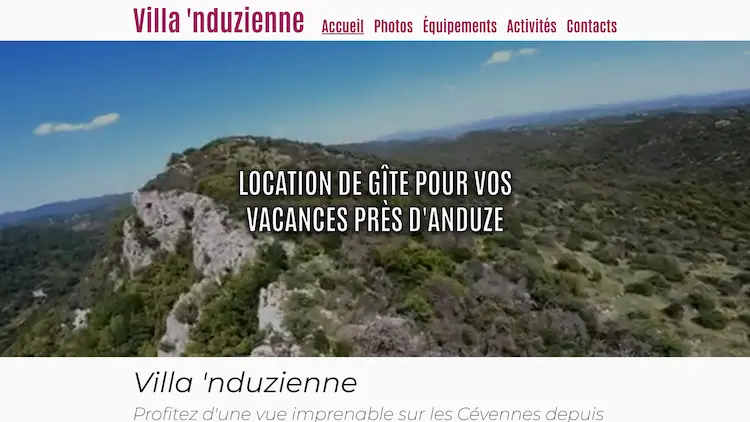 Villa 'nduzienne
Accueil Photos Équipements Activités Contacts
LOCATION DE GÎTE POUR VOS
VACANCES PRÈS D'ANDUZE
Villa 'nduzienne
Profitez d'une vue imprenable sur les Cévennes depuis